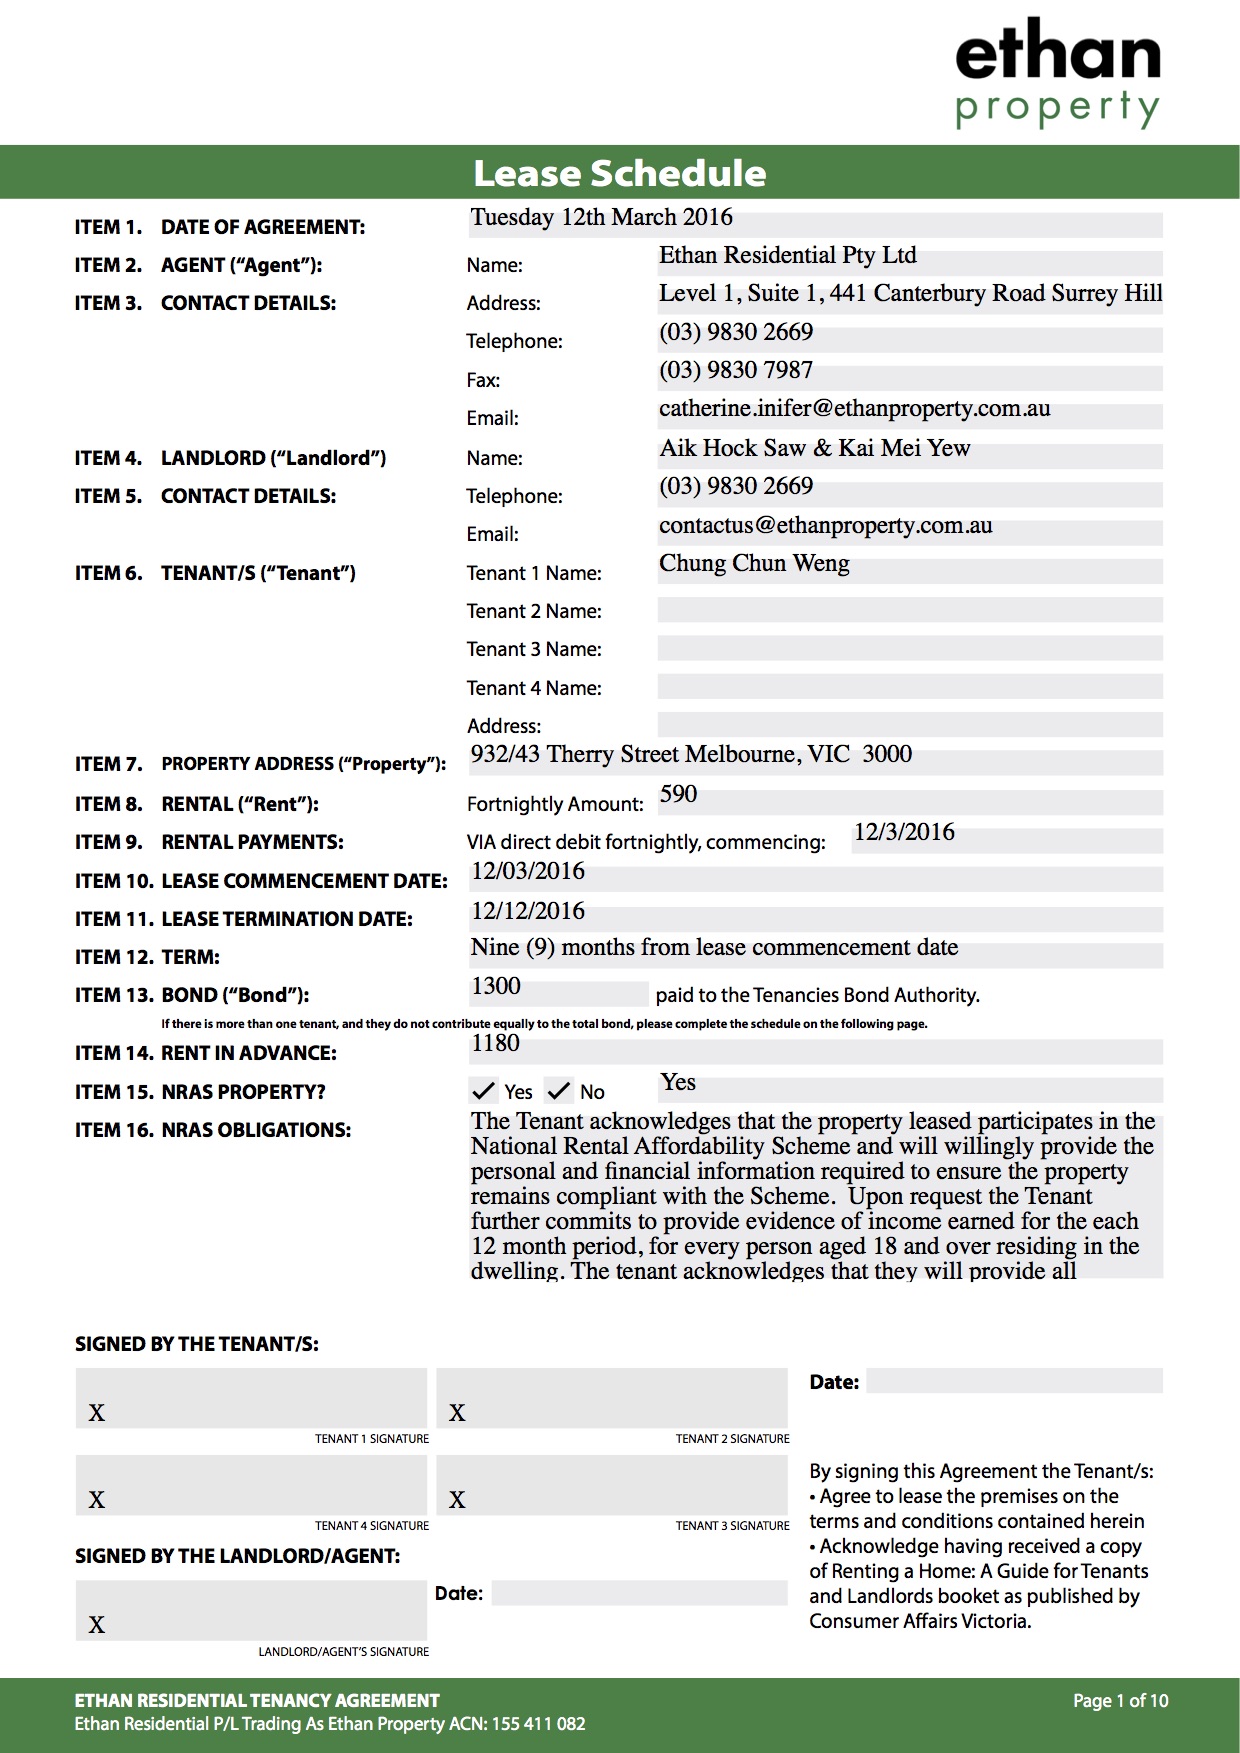 ethan
property
Lease Schedule
ITEM 1. DATE OF AGREEMENT: Tuesday 12th March 2016
ITEM 2. AGENT (“Agent”): Name: Ethan Residential Pty Ltd
ITEM 3. CONTACT DETAILS: Address: Level 1, Suite 1, 441 Canterbury Road Surrey Hill
Telephone: (03) 9830 2669
Fax: (03) 9830 7987
Email: catherine.inifer@ethanproperty.com.au
ITEM 4. LANDLORD (“Landlord”) Name: Aik Hock Saw & Kai Mei Yew
ITEM 5. CONTACT DETAILS: Telephone: (03) 9830 2669
Email: contactus@ethanproperty.com.au
ITEM 6. TENANT/S (“Tenant”) Tenant 1 Name: Chung Chun Weng
Tenant 2 Name:
Tenant 3 Name:
Tenant 4 Name:
Address:
ITEM 7. PROPERTY ADDRESS (“Property”): 932/43 Therry Street Melbourne, VIC 3000
ITEM 8. RENTAL (“Rent”): Fortnightly Amount: 590
ITEM 9. RENTAL PAYMENTS: VIA direct debit fortnightly, commencing: 12/3/2016
ITEM 10. LEASE COMMENCEMENT DATE: 12/03/2016
ITEM 11. LEASE TERMINATION DATE: 12/12/2016
ITEM 12. TERM: Nine (9) months from lease commencement date
ITEM 13. BOND (“Bond”): 1300 paid to the Tenancies Bond Authority.
If there is more than one tenant, and they do not contribute equally to the total bond, please complete the schedule on the following page.
ITEM 14. RENT IN ADVANCE: 1180
ITEM 15. NRAS PROPERTY? ✓ Yes ✓ No Yes
ITEM 16. NRAS OBLIGATIONS: The Tenant acknowledges that the property leased participates in the
National Rental Affordability Scheme and will willingly provide the
personal and financial information required to ensure the property
remains compliant with the Scheme. Upon request the Tenant
further commits to provide evidence of income earned for the each
12 month period, for every person aged 18 and over residing in the
dwelling. The tenant acknowledges that they will provide all
SIGNED BY THE TENANT/S:
X X Date:
TENANT 1 SIGNATURE TENANT 2 SIGNATURE
X X
TENANT 4 SIGNATURE TENANT 3 SIGNATURE
By signing this Agreement the Tenant/s:
• Agree to lease the premises on the
terms and conditions contained herein
• Acknowledge having received a copy
of Renting a Home: A Guide for Tenants
and Landlords booket as published by
Consumer Affairs Victoria.
SIGNED BY THE LANDLORD/AGENT:
X Date:
LANDLORD/AGENT’S SIGNATURE
ETHAN RESIDENTIAL TENANCY AGREEMENT Page 1 of 10
Ethan Residential P/L Trading As Ethan Property ACN: 155 411 082